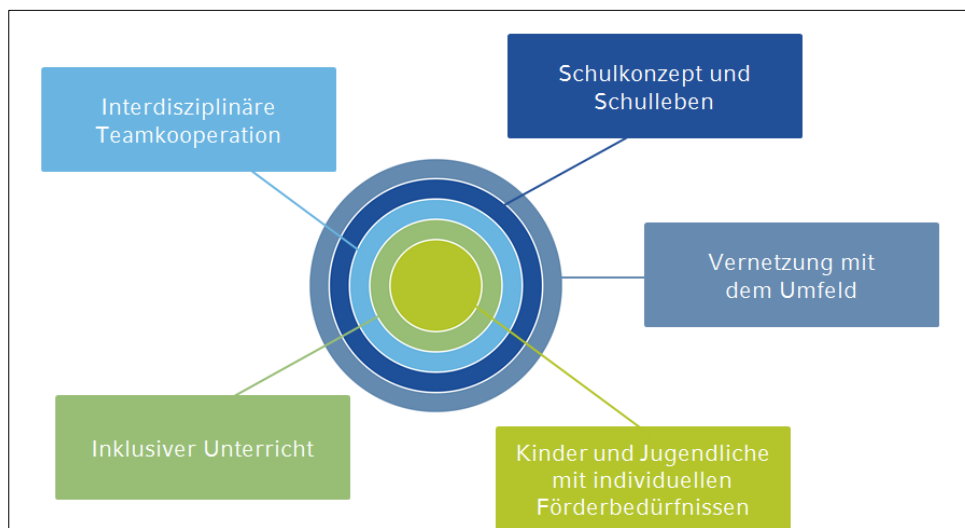 Interdisziplinäre
Teamkooperation
Schulkonzept und
Schulleben
Vernetzung mit
dem Umfeld
Inklusiver Unterricht
Kinder und Jugendliche
mit individuellen
Förderbedürfnissen